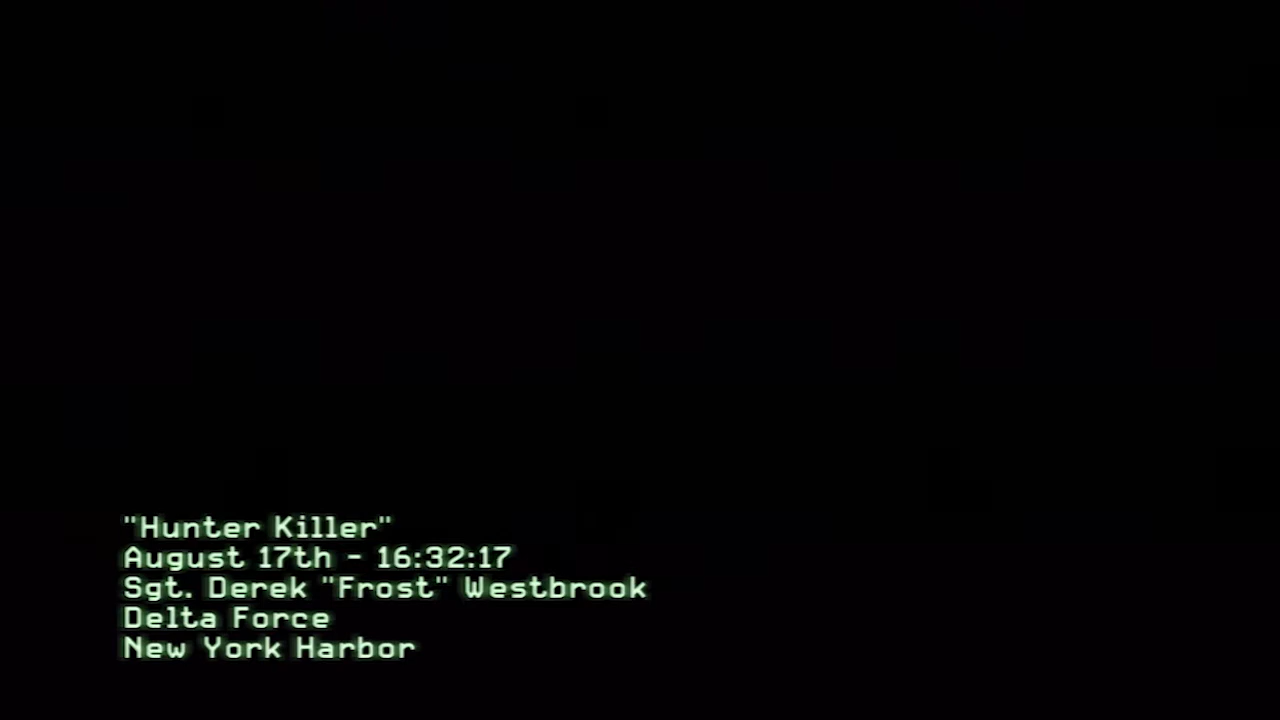 "Hunter Killer"
August 17th - 16:32:17
Sgt. Derek "Frost" Westbrook
Delta Force
New York Harbor